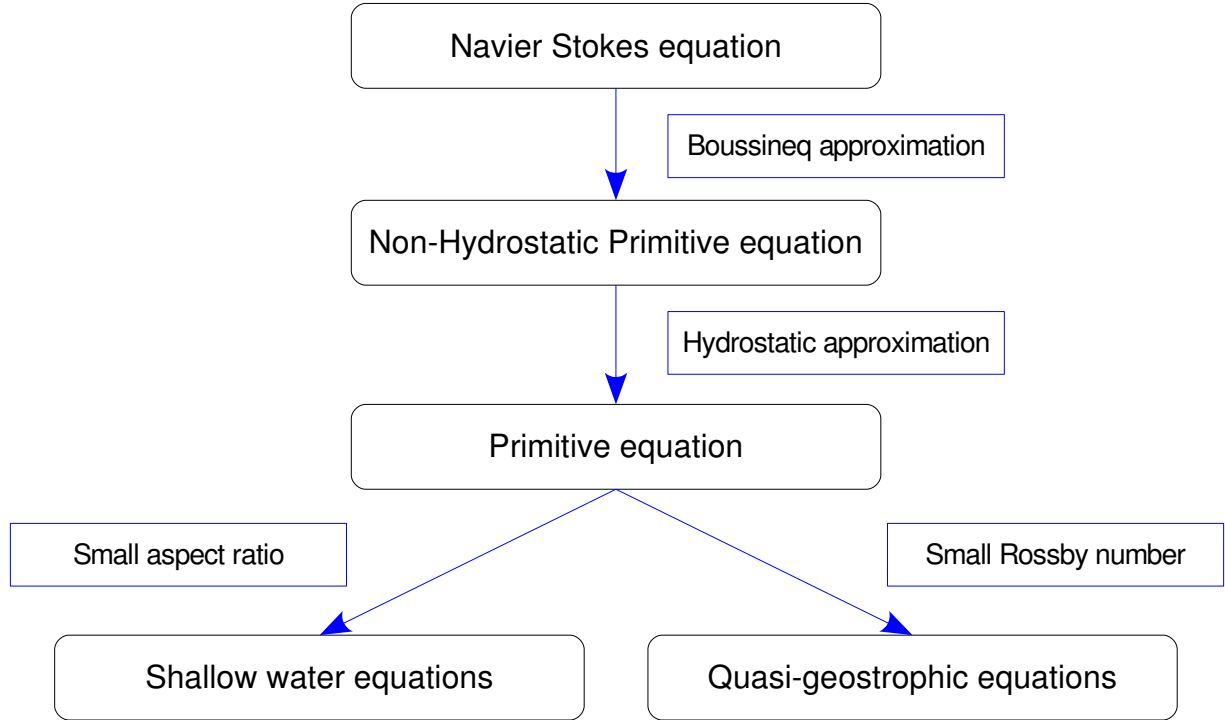 Navier Stokes equation
Boussineq approximation
Non-Hydrostatic Primitive equation
Hydrostatic approximation
Primitive equation
Small aspect ratio
Small Rossby number
Shallow water equations
Quasi-geostrophic equations